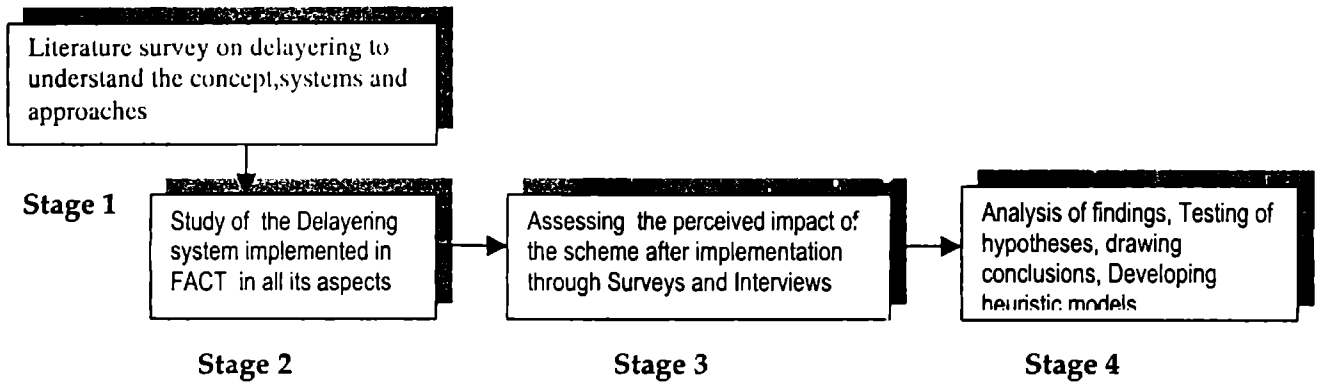 Literature survey on delayering to
understand the concept,systems and
approaches
Stage 1
Study of the Delayering
system implemented in
FACT in all its aspects
Stage 2
Assessing the perceived impact of
the scheme after implementation
through Surveys and Interviews
Stage 3
Analysis of findings, Testing of
hypotheses, drawing
conclusions, Developing
heuristic models
Stage 4